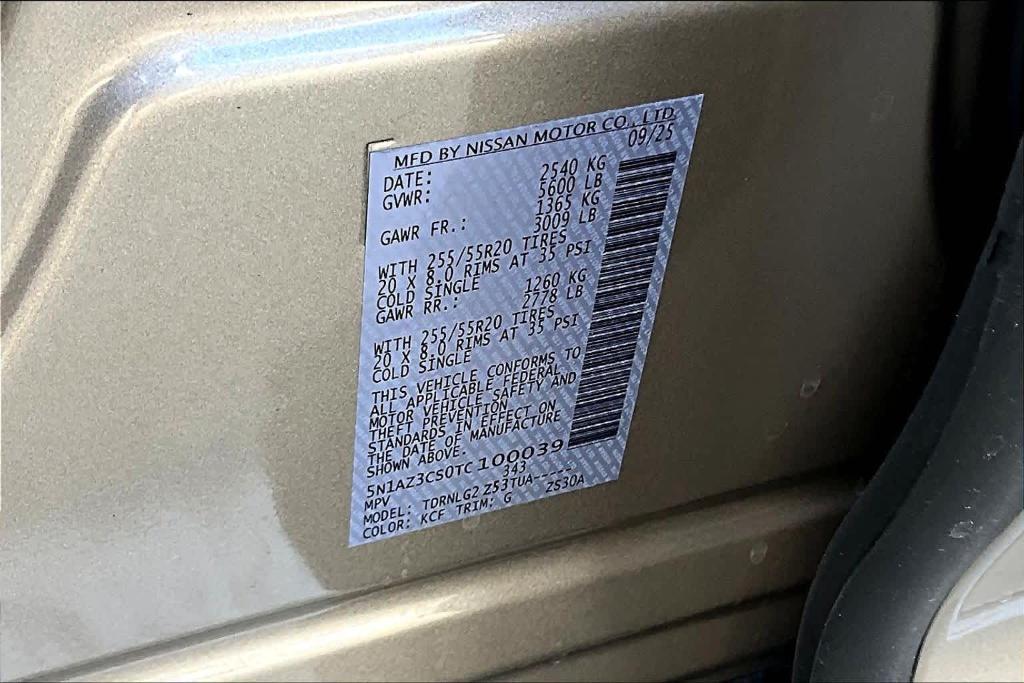 MFD BY NISSAN MOTOR CO., LTD.
DATE: 09/25
GVWR: 2540 KG
5600 LB
GAWR FR.: 1365 KG
3009 LB
WITH 255/55R20 TIRES
20 X 8.0 RIMS AT 35 PSI
COLD SINGLE
GAWR RR.: 1260 KG
2778 LB
WITH 255/55R20 TIRES
20 X 8.0 RIMS AT 35 PSI
COLD SINGLE
THIS VEHICLE CONFORMS TO
ALL APPLICABLE FEDERAL
MOTOR VEHICLE SAFETY AND
THEFT PREVENTION
STANDARDS IN EFFECT ON
THE DATE OF MANUFACTURE
SHOWN ABOVE.
5N1AZ3CS0TC100039
MPV 343
MODEL: TDRNLG2 Z53TUA-----
COLOR: KCF TRIM: G ZS30A